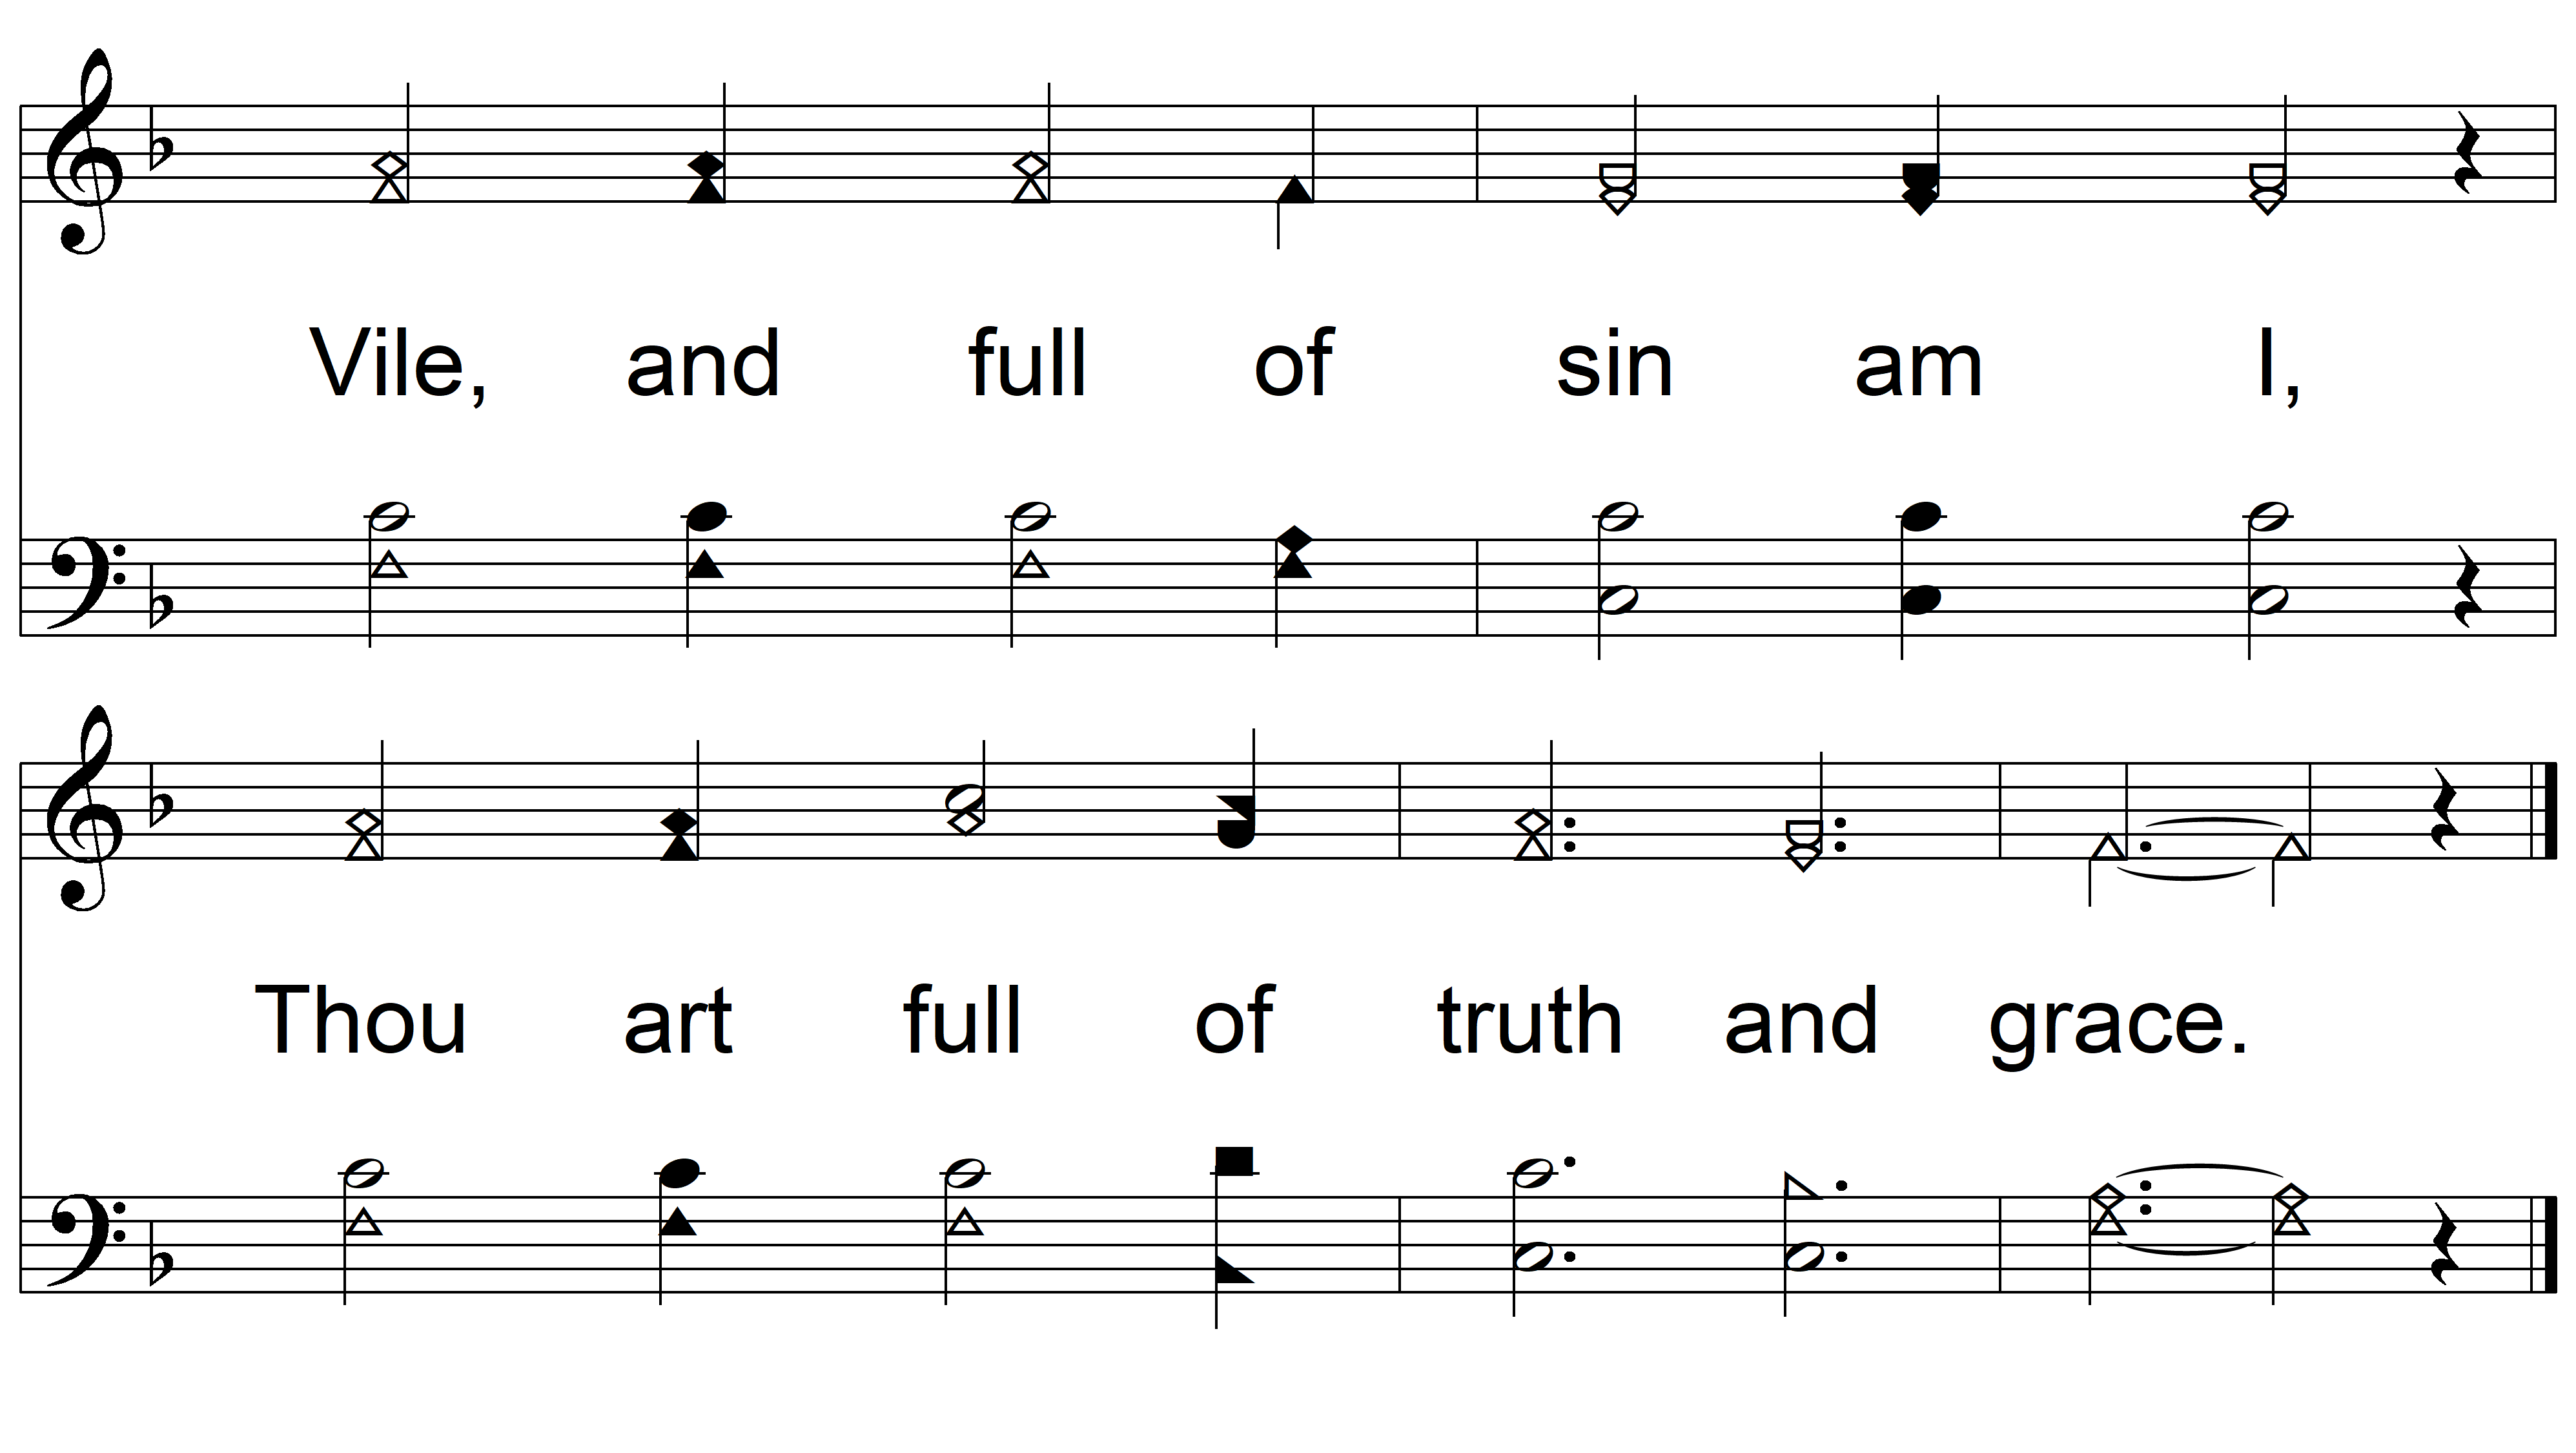 Vile, and full of sin am I,
Thou art full of truth and grace.